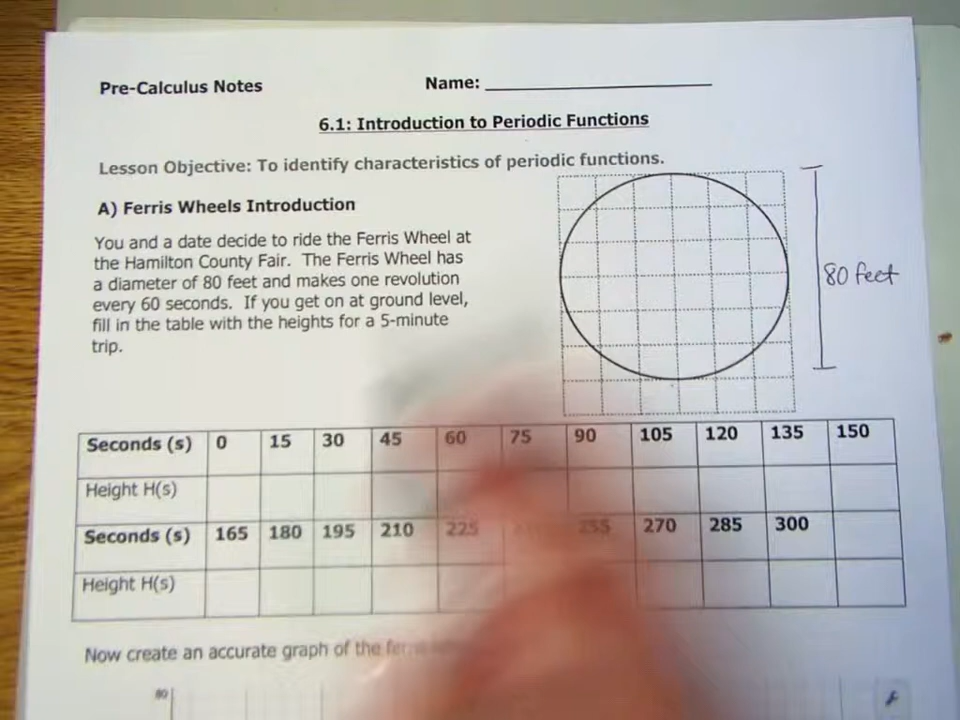 Pre-Calculus Notes Name:
6.1: Introduction to Periodic Functions
Lesson Objective: To identify characteristics of periodic functions.
A) Ferris Wheels Introduction
You and a date decide to ride the Ferris Wheel at
the Hamilton County Fair. The Ferris Wheel has
a diameter of 80 feet and makes one revolution
every 60 seconds. If you get on at ground level,
fill in the table with the heights for a 5-minute
trip.
80 feet
Seconds (s) 0 15 30 45 60 75 90 105 120 135 150
Height H(s)
Seconds (s) 165 180 195 210 225 255 270 285 300
Height H(s)
Now create an accurate graph of the
80